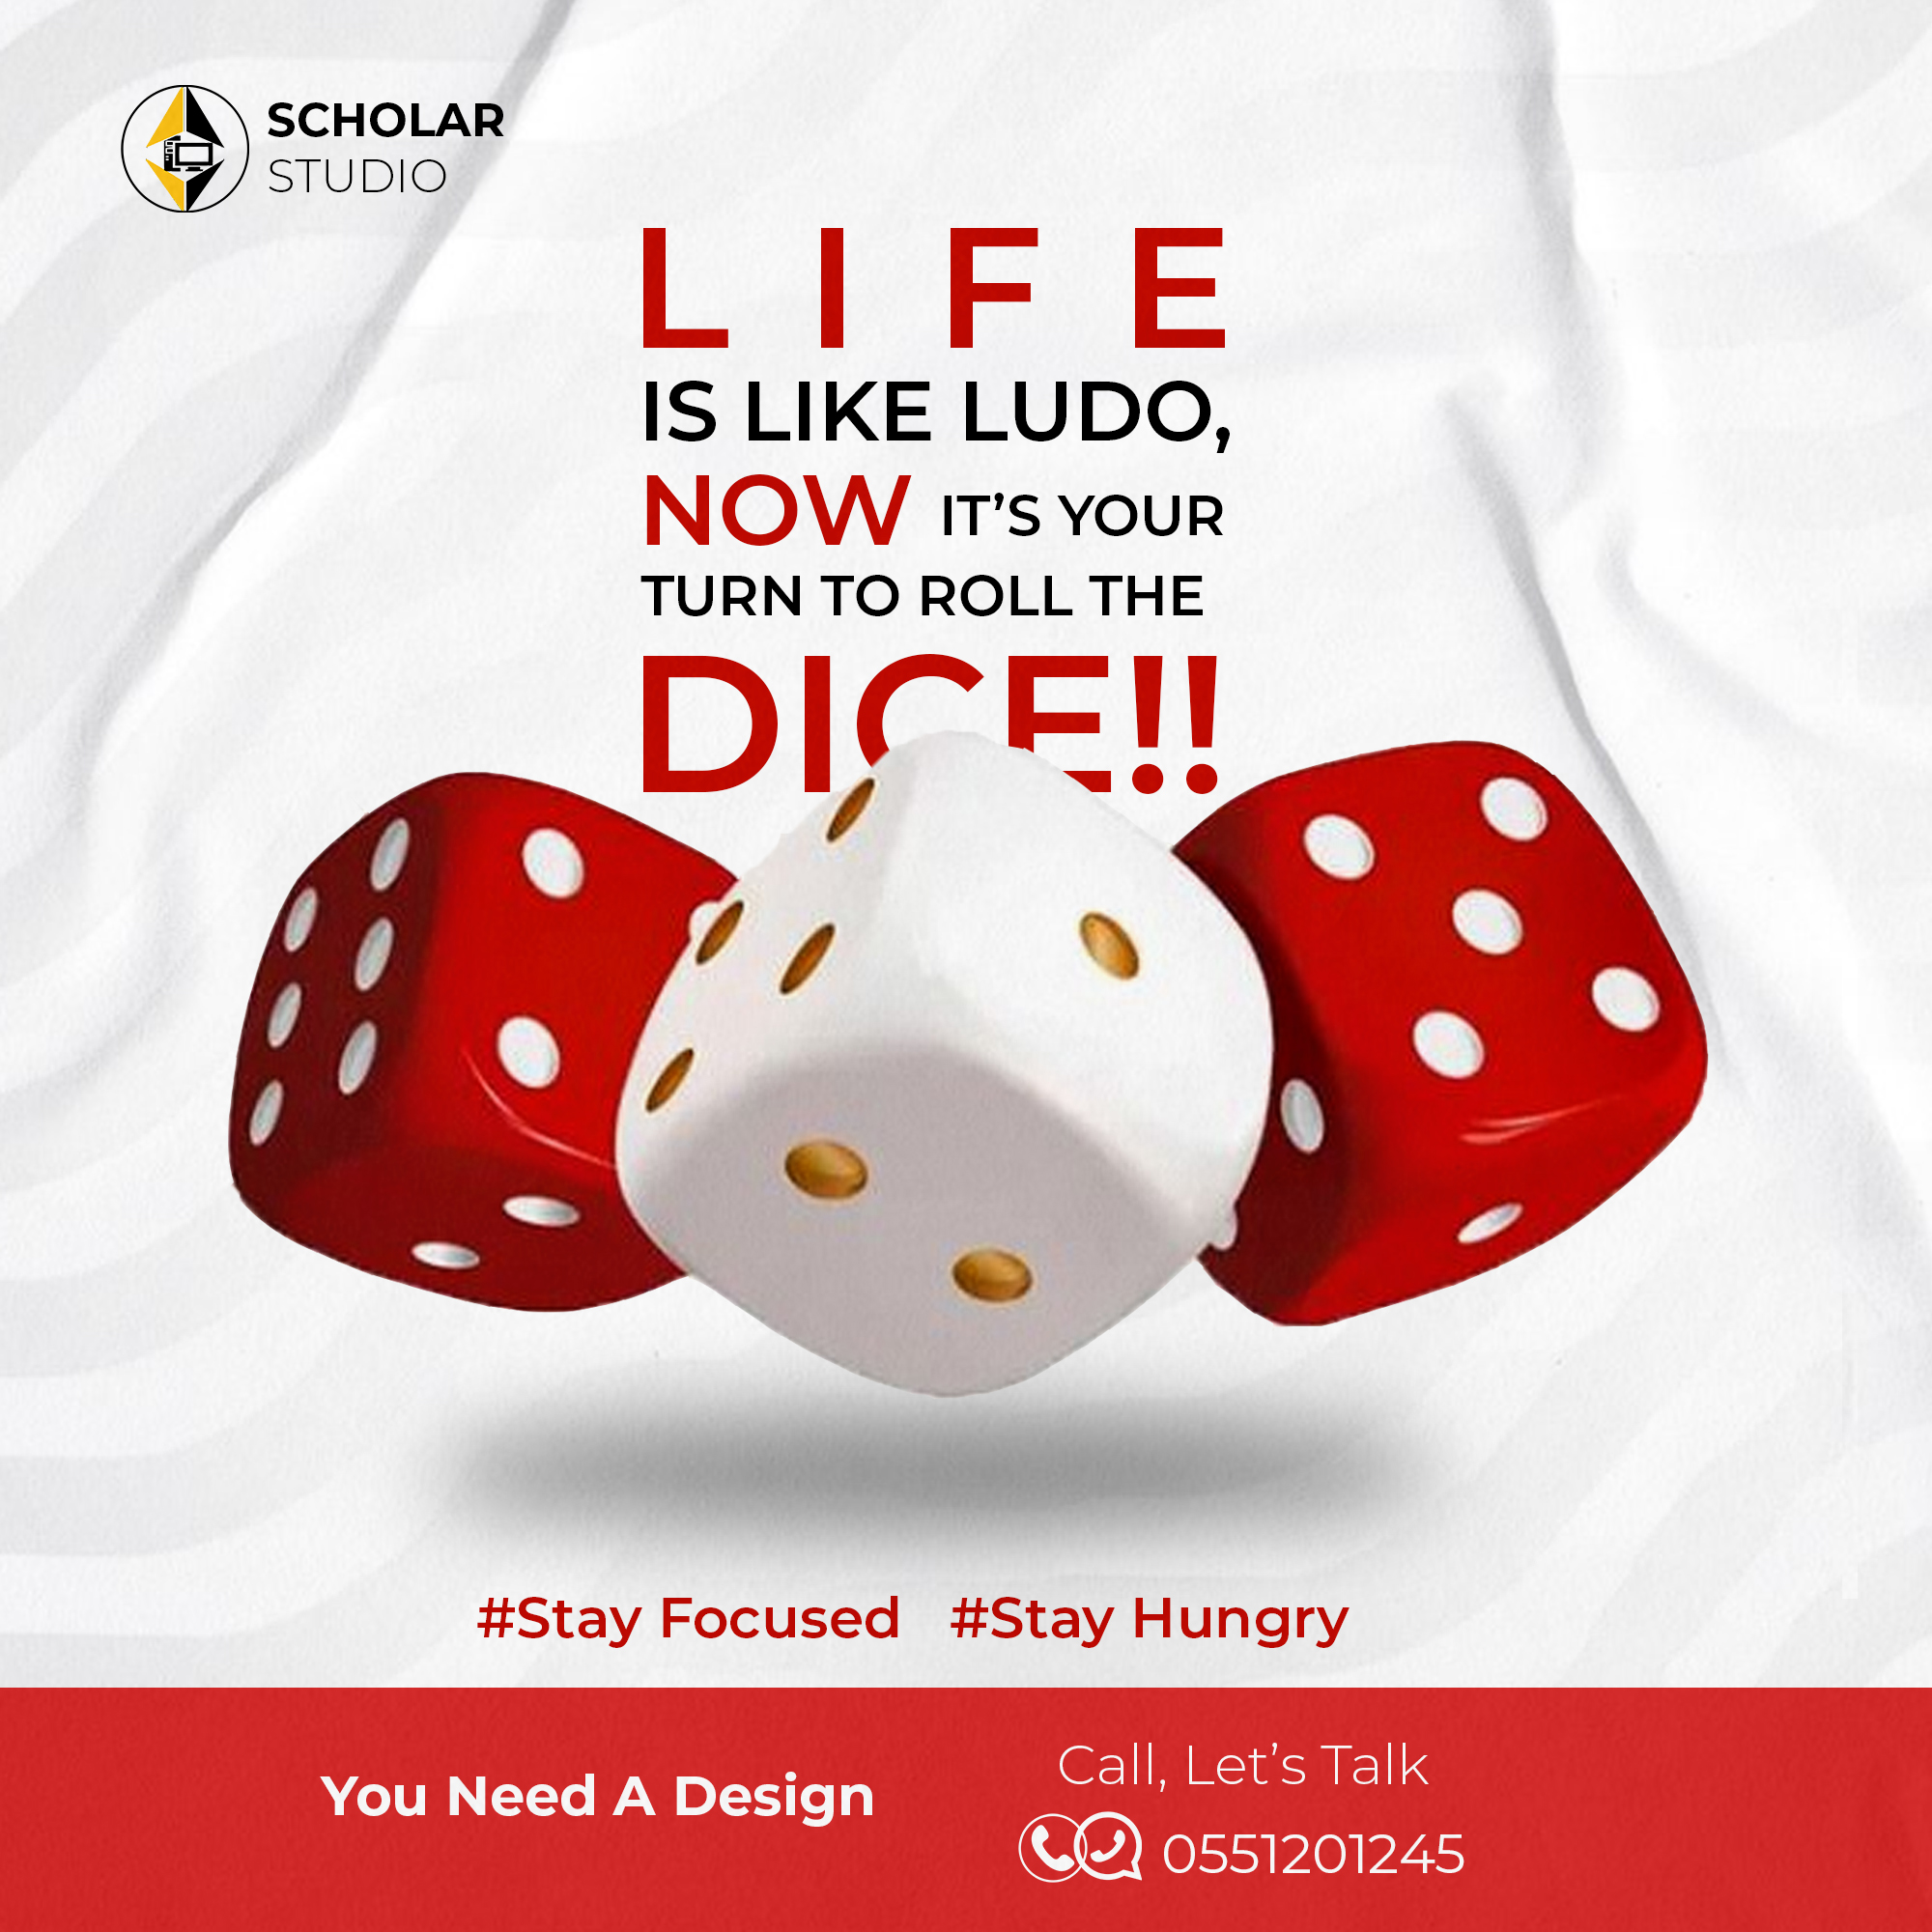 SCHOLAR
STUDIO
LIFE
IS LIKE LUDO,
NOW IT’S YOUR
TURN TO ROLL THE
DICE!!
#Stay Focused #Stay Hungry
You Need A Design
Call, Let’s Talk
0551201245